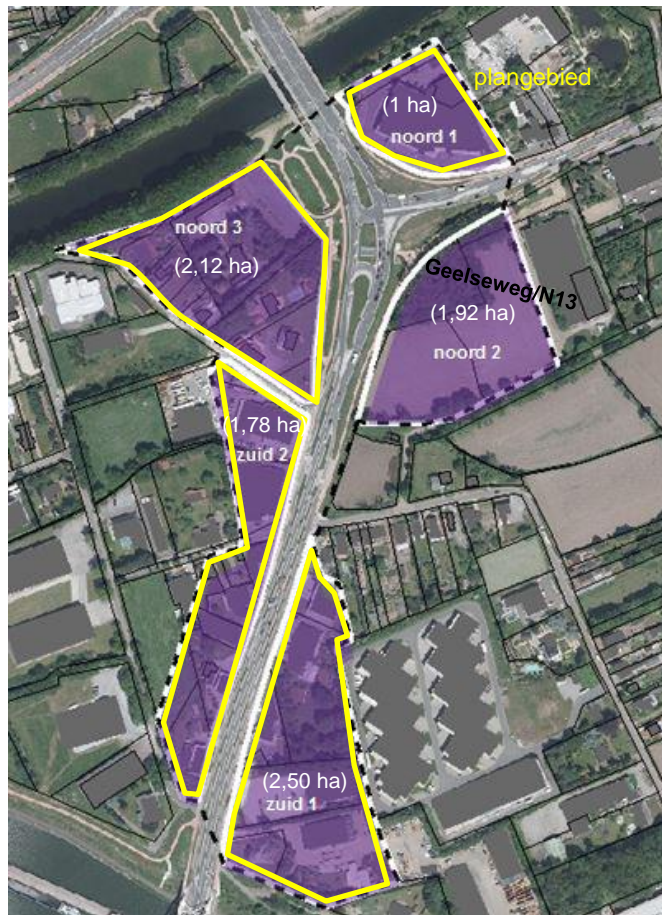 plangebied
(1 ha)
noord 1
noord 3
(2,12 ha)
Geelseweg/N13
(1,92 ha)
noord 2
(1,78 ha)
zuid 2
(2,50 ha)
zuid 1